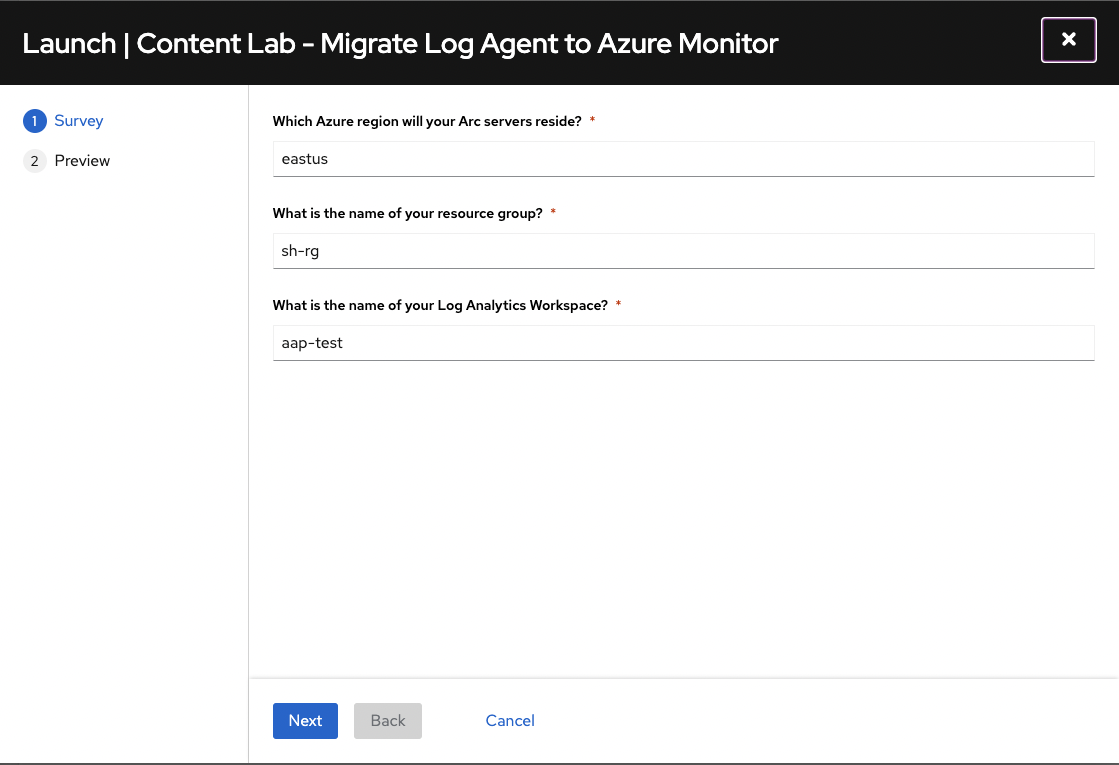 Launch | Content Lab - Migrate Log Agent to Azure Monitor
1 Survey
2 Preview
Which Azure region will your Arc servers reside? *
eastus
What is the name of your resource group? *
sh-rg
What is the name of your Log Analytics Workspace? *
aap-test
Next Back Cancel